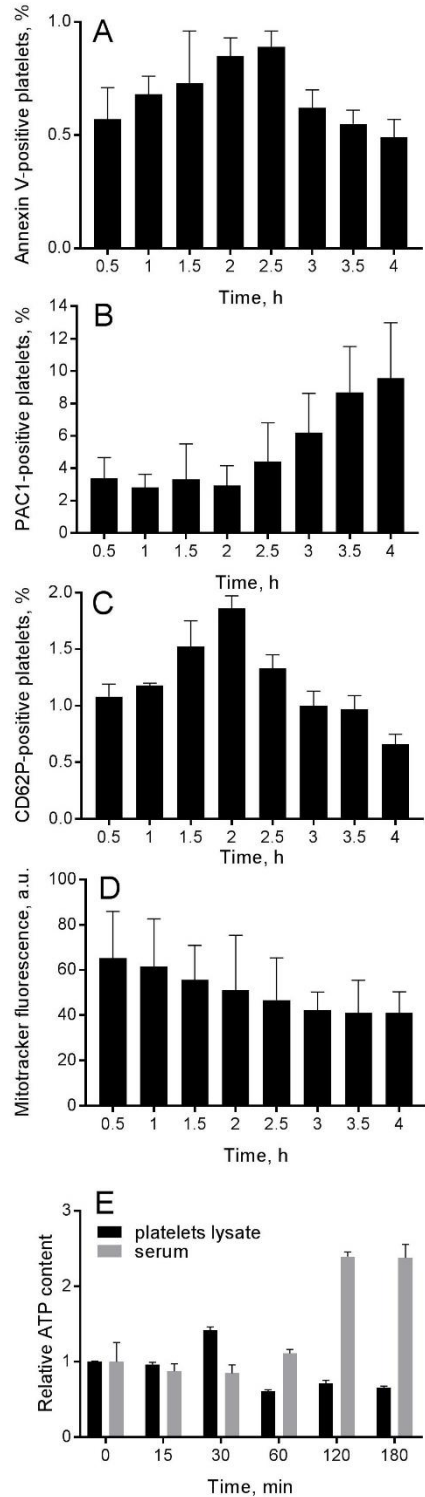 A
Annexin V-positive platelets, %
1.0
0.5
0.0
0.5 1 1.5 2 2.5 3 3.5 4
Time, h
B
PAC1-positive platelets, %
14
12
10
8
6
4
2
0
0.5 1 1.5 2 2.5 3 3.5 4
Time, h
C
CD62P-positive platelets, %
2.0
1.5
1.0
0.5
0.0
0.5 1 1.5 2 2.5 3 3.5 4
Time, h
D
Mitotracker fluorescence, a.u.
100
80
60
40
20
0
0.5 1 1.5 2 2.5 3 3.5 4
Time, h
E
platelets lysate
serum
Relative ATP content
3
2
1
0
0 15 30 60 120 180
Time, min